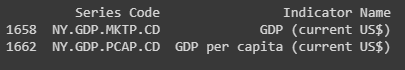 Series Code Indicator Name
1658 NY.GDP.MKTP.CD GDP (current US$)
1662 NY.GDP.PCAP.CD GDP per capita (current US$)